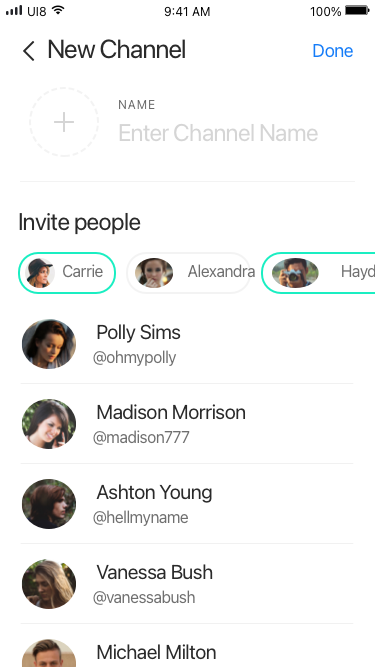 UI8 9:41 AM 100%
New Channel Done
NAME
Enter Channel Name
Invite people
Carrie Alexandra Hayd
Polly Sims
@ohmypolly
Madison Morrison
@madison777
Ashton Young
@hellmyname
Vanessa Bush
@vanessabush
Michael Milton